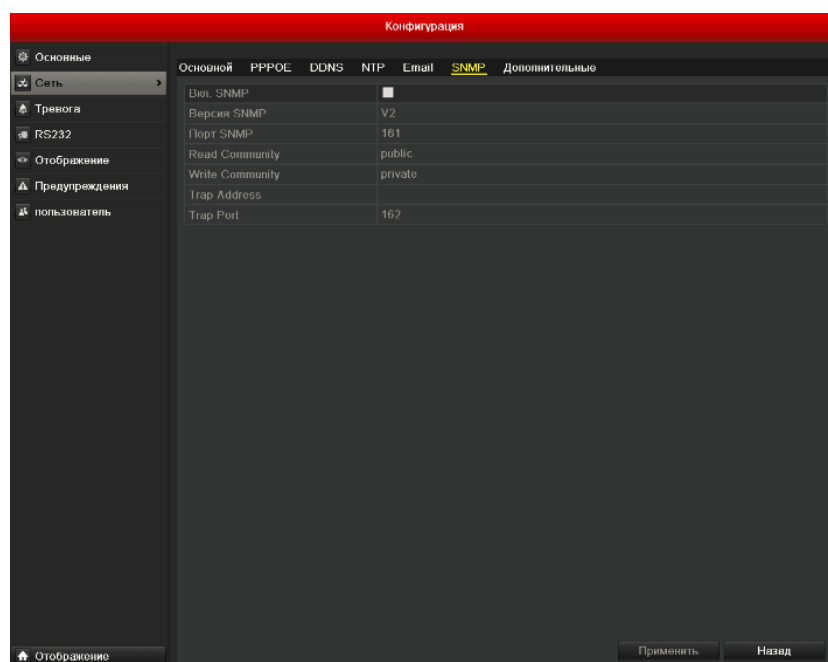 Конфигурация
Основные
Сеть >
Тревога
RS232
Отображение
Предупреждения
пользователь
Отображение
Основной PPPOE DDNS NTP Email SNMP Дополнительные
Вкл. SNMP
Версия SNMP V2
Порт SNMP 161
Read Community public
Write Community private
Trap Address
Trap Port 162
Применить Назад